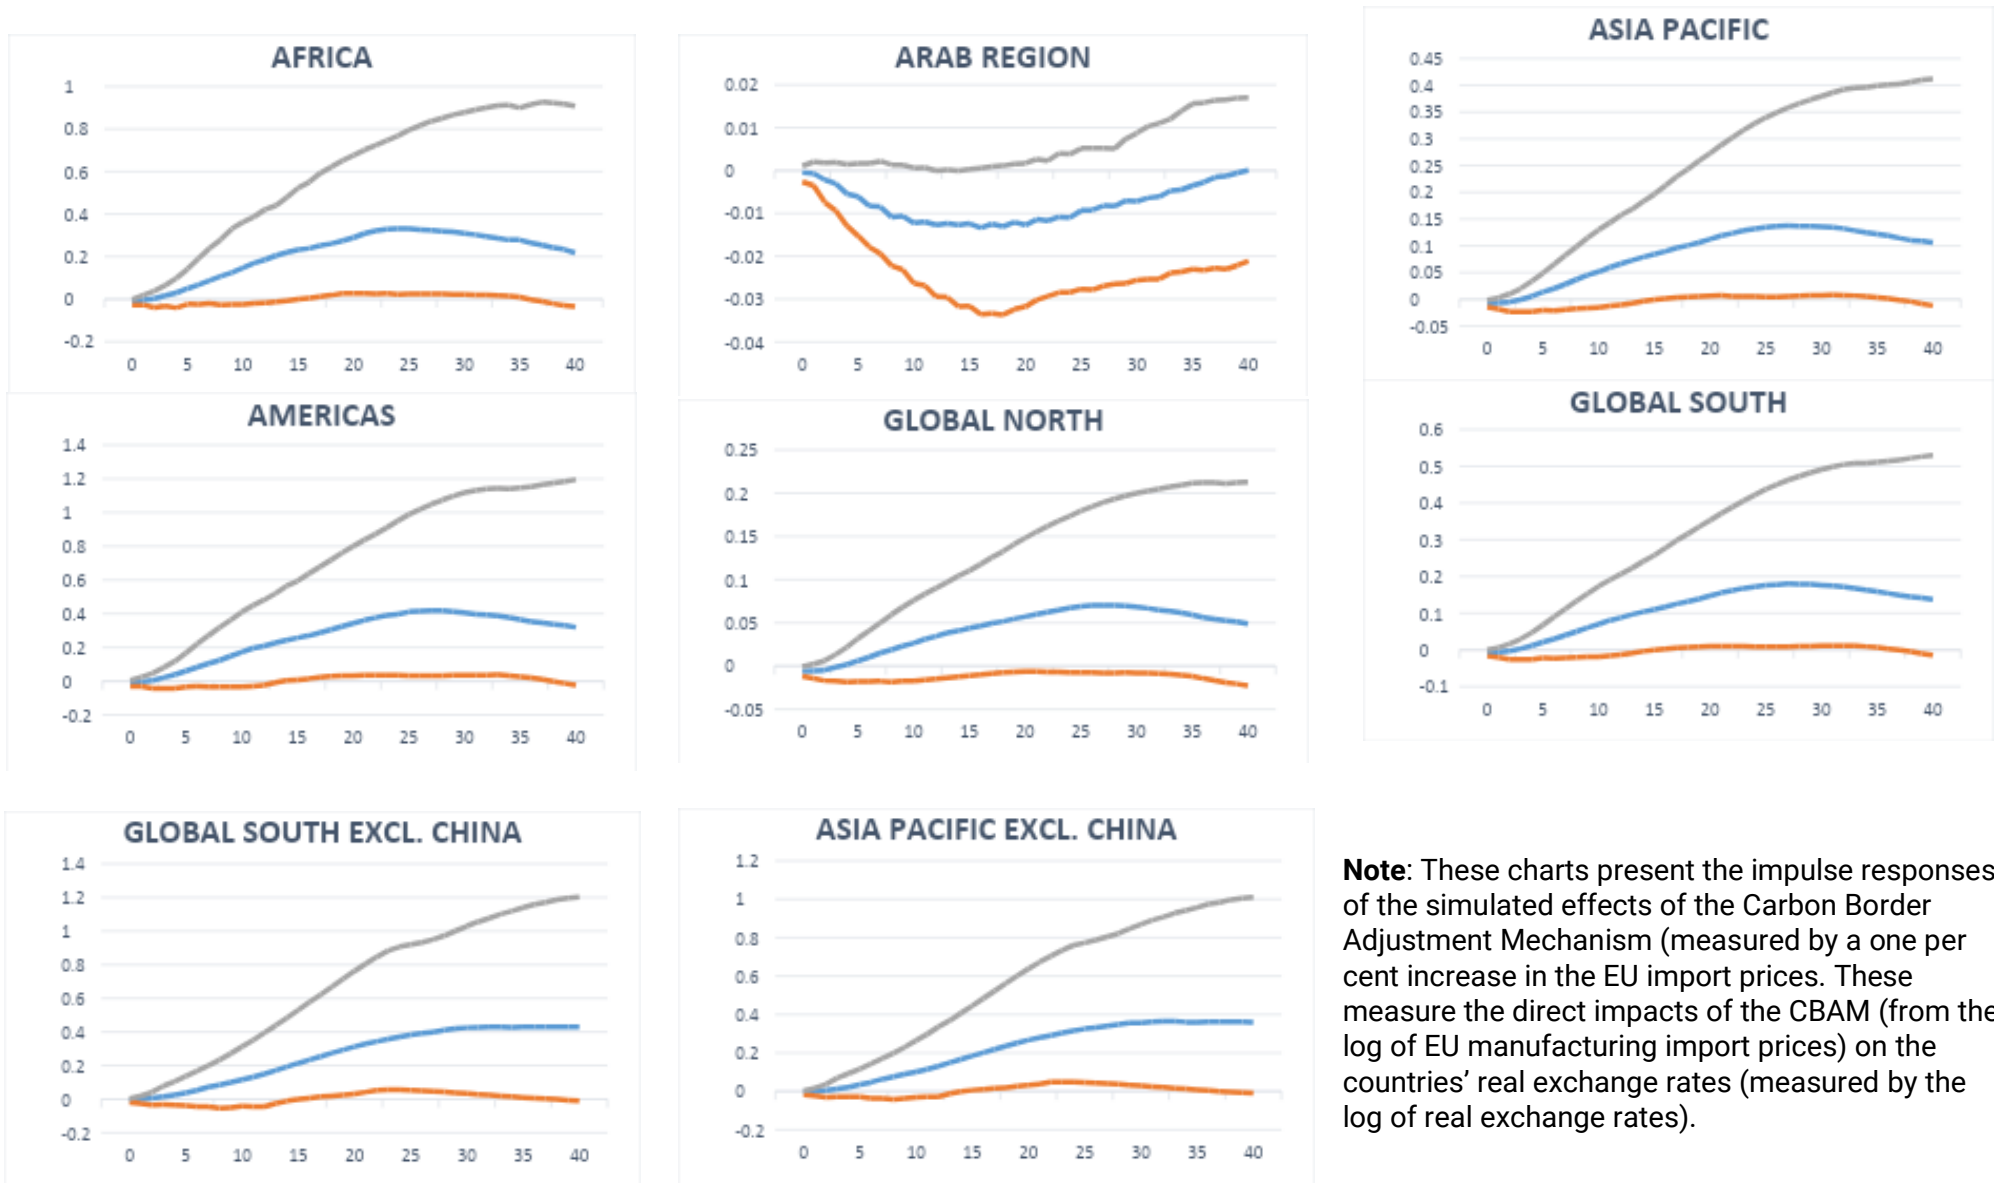 AFRICA
1
0.8
0.6
0.4
0.2
0
-0.2
0 5 10 15 20 25 30 35 40
ARAB REGION
0.02
0.01
0
-0.01
-0.02
-0.03
-0.04
0 5 10 15 20 25 30 35 40
ASIA PACIFIC
0.45
0.4
0.35
0.3
0.25
0.2
0.15
0.1
0.05
0
-0.05
0 5 10 15 20 25 30 35 40
AMERICAS
1.4
1.2
1
0.8
0.6
0.4
0.2
0
-0.2
0 5 10 15 20 25 30 35 40
GLOBAL NORTH
0.25
0.2
0.15
0.1
0.05
0
-0.05
0 5 10 15 20 25 30 35 40
GLOBAL SOUTH
0.6
0.5
0.4
0.3
0.2
0.1
0
-0.1
0 5 10 15 20 25 30 35 40
GLOBAL SOUTH EXCL. CHINA
1.4
1.2
1
0.8
0.6
0.4
0.2
0
-0.2
0 5 10 15 20 25 30 35 40
ASIA PACIFIC EXCL. CHINA
1.2
1
0.8
0.6
0.4
0.2
0
-0.2
0 5 10 15 20 25 30 35 40
Note: These charts present the impulse responses
of the simulated effects of the Carbon Border
Adjustment Mechanism (measured by a one per
cent increase in the EU import prices. These
measure the direct impacts of the CBAM (from the
log of EU manufacturing import prices) on the
countries’ real exchange rates (measured by the
log of real exchange rates).